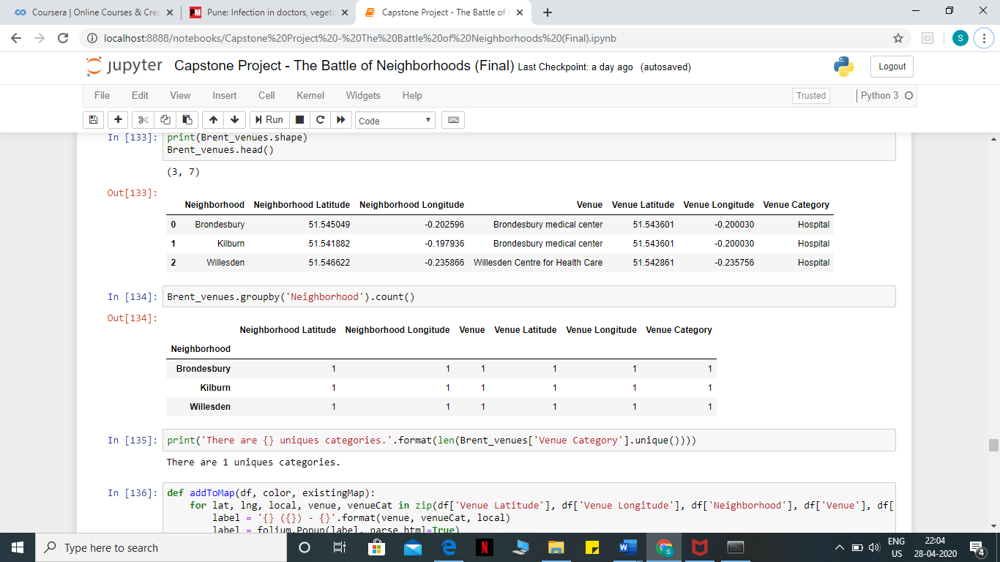 Coursera | Online Courses & Cre
Pune: Infection in doctors, vegeta
Capstone Project - The Battle of
localhost:8888/notebooks/Capstone%20Project%20-%20The%20Battle%20of%20Neighborhoods%20(Final).ipynb
S
jupyter Capstone Project - The Battle of Neighborhoods (Final) Last Checkpoint: a day ago (autosaved)
Logout
File Edit View Insert Cell Kernel Widgets Help
Trusted
Python 3
Run
Code
In [133]: print(Brent_venues.shape)
Brent_venues.head()
(3, 7)
Out[133]:
Neighborhood Neighborhood Latitude Neighborhood Longitude Venue Venue Latitude Venue Longitude Venue Category
0 Brondesbury 51.545049 -0.202596 Brondesbury medical center 51.543601 -0.200030 Hospital
1 Kilburn 51.541882 -0.197936 Brondesbury medical center 51.543601 -0.200030 Hospital
2 Willesden 51.546622 -0.235866 Willesden Centre for Health Care 51.542861 -0.235756 Hospital
In [134]: Brent_venues.groupby('Neighborhood').count()
Out[134]:
Neighborhood Latitude Neighborhood Longitude Venue Venue Latitude Venue Longitude Venue Category
Neighborhood
Brondesbury 1 1 1 1 1 1
Kilburn 1 1 1 1 1 1
Willesden 1 1 1 1 1 1
In [135]: print('There are {} uniques categories.'.format(len(Brent_venues['Venue Category'].unique())))
There are 1 uniques categories.
In [136]: def addToMap(df, color, existingMap):
for lat, lng, local, venue, venueCat in zip(df['Venue Latitude'], df['Venue Longitude'], df['Neighborhood'], df['Venue'], df[
label = '{} ({}) - {}'.format(venue, venueCat, local)
label = folium.Popup(label, parse_html=True)
Type here to search
ENG
US
22:04
28-04-2020
4